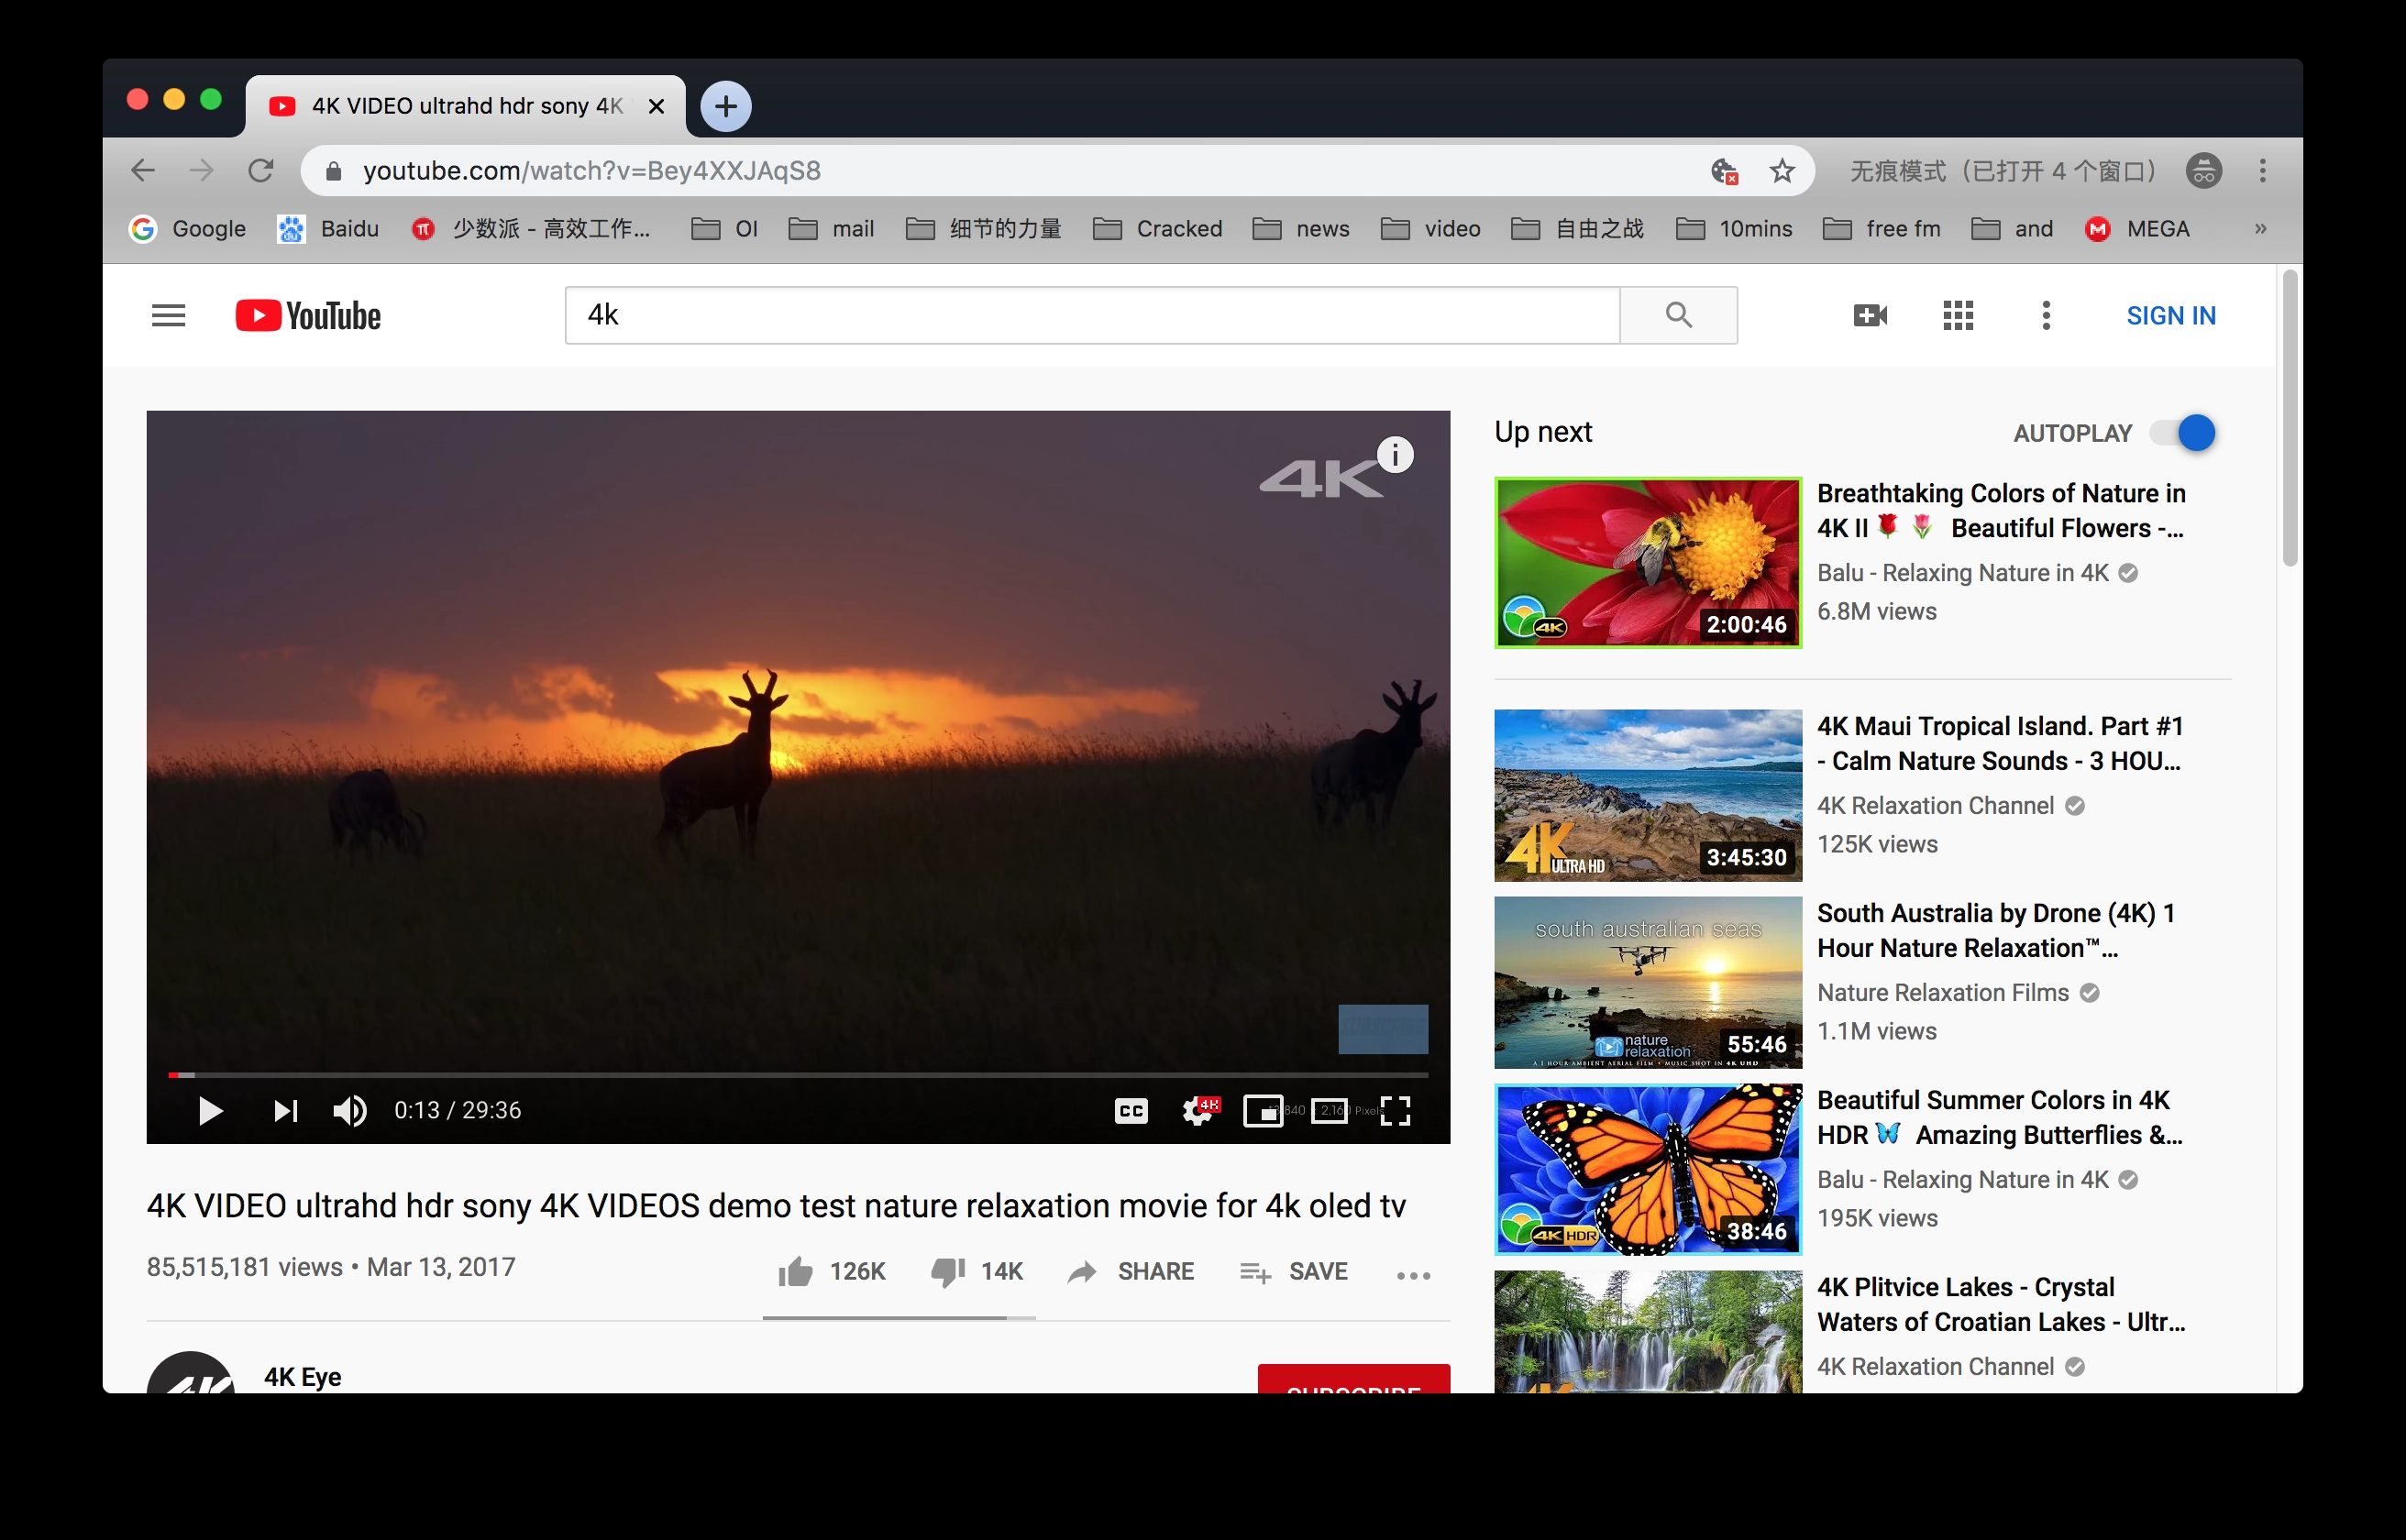 4K VIDEO ultrahd hdr sony 4K
youtube.com/watch?v=Bey4XXJAqS8
无痕模式（已打开 4 个窗口）
Google
Baidu
少数派 - 高效工作...
OI
mail
细节的力量
Cracked
news
video
自由之战
10mins
free fm
and
MEGA
»
YouTube
4k
SIGN IN
4K
0:13 / 29:36
CC
4K
4K VIDEO ultrahd hdr sony 4K VIDEOS demo test nature relaxation movie for 4k oled tv
85,515,181 views • Mar 13, 2017
126K
14K
SHARE
SAVE
4K
4K Eye
SUBSCRIBE
Up next
AUTOPLAY
4K
2:00:46
Breathtaking Colors of Nature in
4K II🌹🌷 Beautiful Flowers -...
Balu - Relaxing Nature in 4K
6.8M views
4K
ULTRA HD
3:45:30
4K Maui Tropical Island. Part #1
- Calm Nature Sounds - 3 HOU...
4K Relaxation Channel
125K views
south australian seas
nature
relaxation
55:46
South Australia by Drone (4K) 1
Hour Nature Relaxation™...
Nature Relaxation Films
1.1M views
4K HDR
38:46
Beautiful Summer Colors in 4K
HDR🦋 Amazing Butterflies &...
Balu - Relaxing Nature in 4K
195K views
4K Plitvice Lakes - Crystal
Waters of Croatian Lakes - Ultr...
4K Relaxation Channel